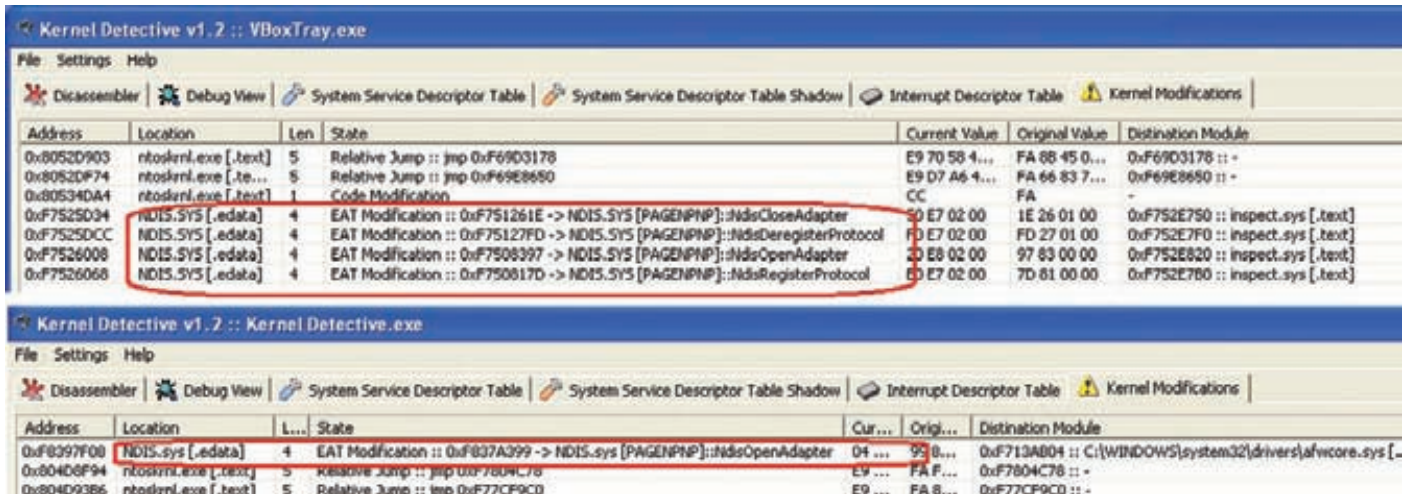 Kernel Detective v1.2 :: VBoxTray.exe
File Settings Help
Disassembler Debug View System Service Descriptor Table System Service Descriptor Table Shadow Interrupt Descriptor Table Kernel Modifications
Address Location Len State Current Value Original Value Distination Module
0x8052D903 ntoskrnl.exe [.text] 5 Relative Jump :: jmp 0xF69D3178 E9 70 58 4... FA 8B 45 0... 0xF69D3178 :: -
0x8052DF74 ntoskrnl.exe [.te... 5 Relative Jump :: jmp 0xF69E8650 E9 D7 A6 4... FA 66 83 7... 0xF69E8650 :: -
0x80534DA4 ntoskrnl.exe [.text] 1 Code Modification CC FA -
0xF7525D34 NDIS.SYS [.edata] 4 EAT Modification :: 0xF751261E -> NDIS.SYS [PAGENPNP]::NdisCloseAdapter E7 02 00 1E 26 01 00 0xF752E750 :: inspect.sys [.text]
0xF7525DCC NDIS.SYS [.edata] 4 EAT Modification :: 0xF75127FD -> NDIS.SYS [PAGENPNP]::NdisDeregisterProtocol E7 02 00 FD 27 01 00 0xF752E7F0 :: inspect.sys [.text]
0xF7526008 NDIS.SYS [.edata] 4 EAT Modification :: 0xF7508397 -> NDIS.SYS [PAGENPNP]::NdisOpenAdapter E8 02 00 97 83 00 00 0xF752E820 :: inspect.sys [.text]
0xF7526068 NDIS.SYS [.edata] 4 EAT Modification :: 0xF750817D -> NDIS.SYS [PAGENPNP]::NdisRegisterProtocol E7 02 00 7D 81 00 00 0xF752E780 :: inspect.sys [.text]
Kernel Detective v1.2 :: Kernel Detective.exe
File Settings Help
Disassembler Debug View System Service Descriptor Table System Service Descriptor Table Shadow Interrupt Descriptor Table Kernel Modifications
Address Location L... State Cur... Origi... Distination Module
0xF8397F08 NDIS.sys [.edata] 4 EAT Modification :: 0xF837A399 -> NDIS.sys [PAGENPNP]::NdisOpenAdapter 04 ... 99 8... 0xF713AB04 :: C:\WINDOWS\system32\drivers\afwcore.sys [...
0x804D8F94 ntoskrnl.exe [.text] 5 Relative Jump :: jmp 0xF7804C78 E9 ... FA F... 0xF7804C78 :: -
0x804D93B6 ntoskrnl.exe [.text] 5 Relative Jump :: jmp 0xF77CF9C0 E9 ... FA 8... 0xF77CF9C0 :: -